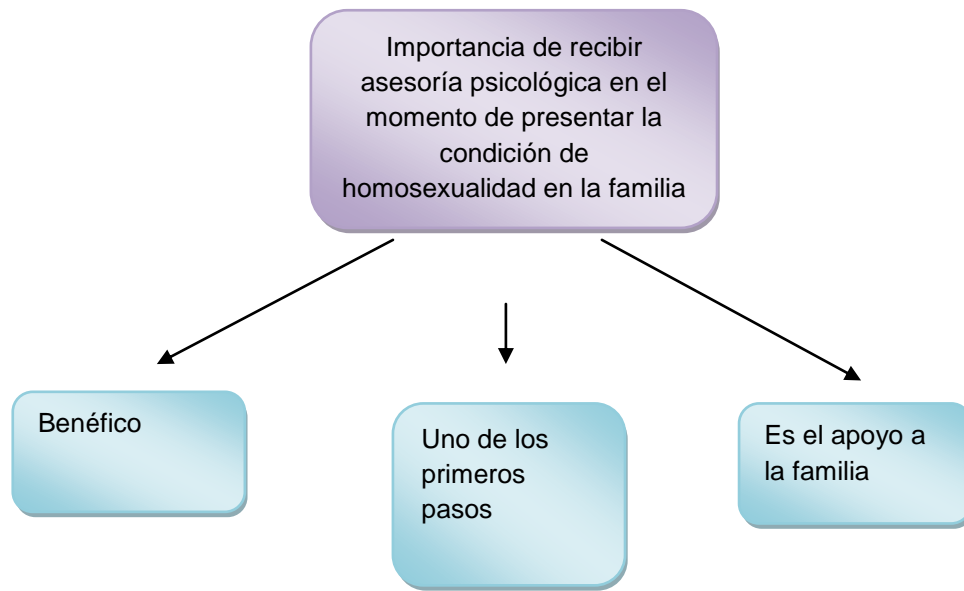 Importancia de recibir
asesoría psicológica en el
momento de presentar la
condición de
homosexualidad en la familia
Benéfico
Uno de los
primeros
pasos
Es el apoyo a
la familia